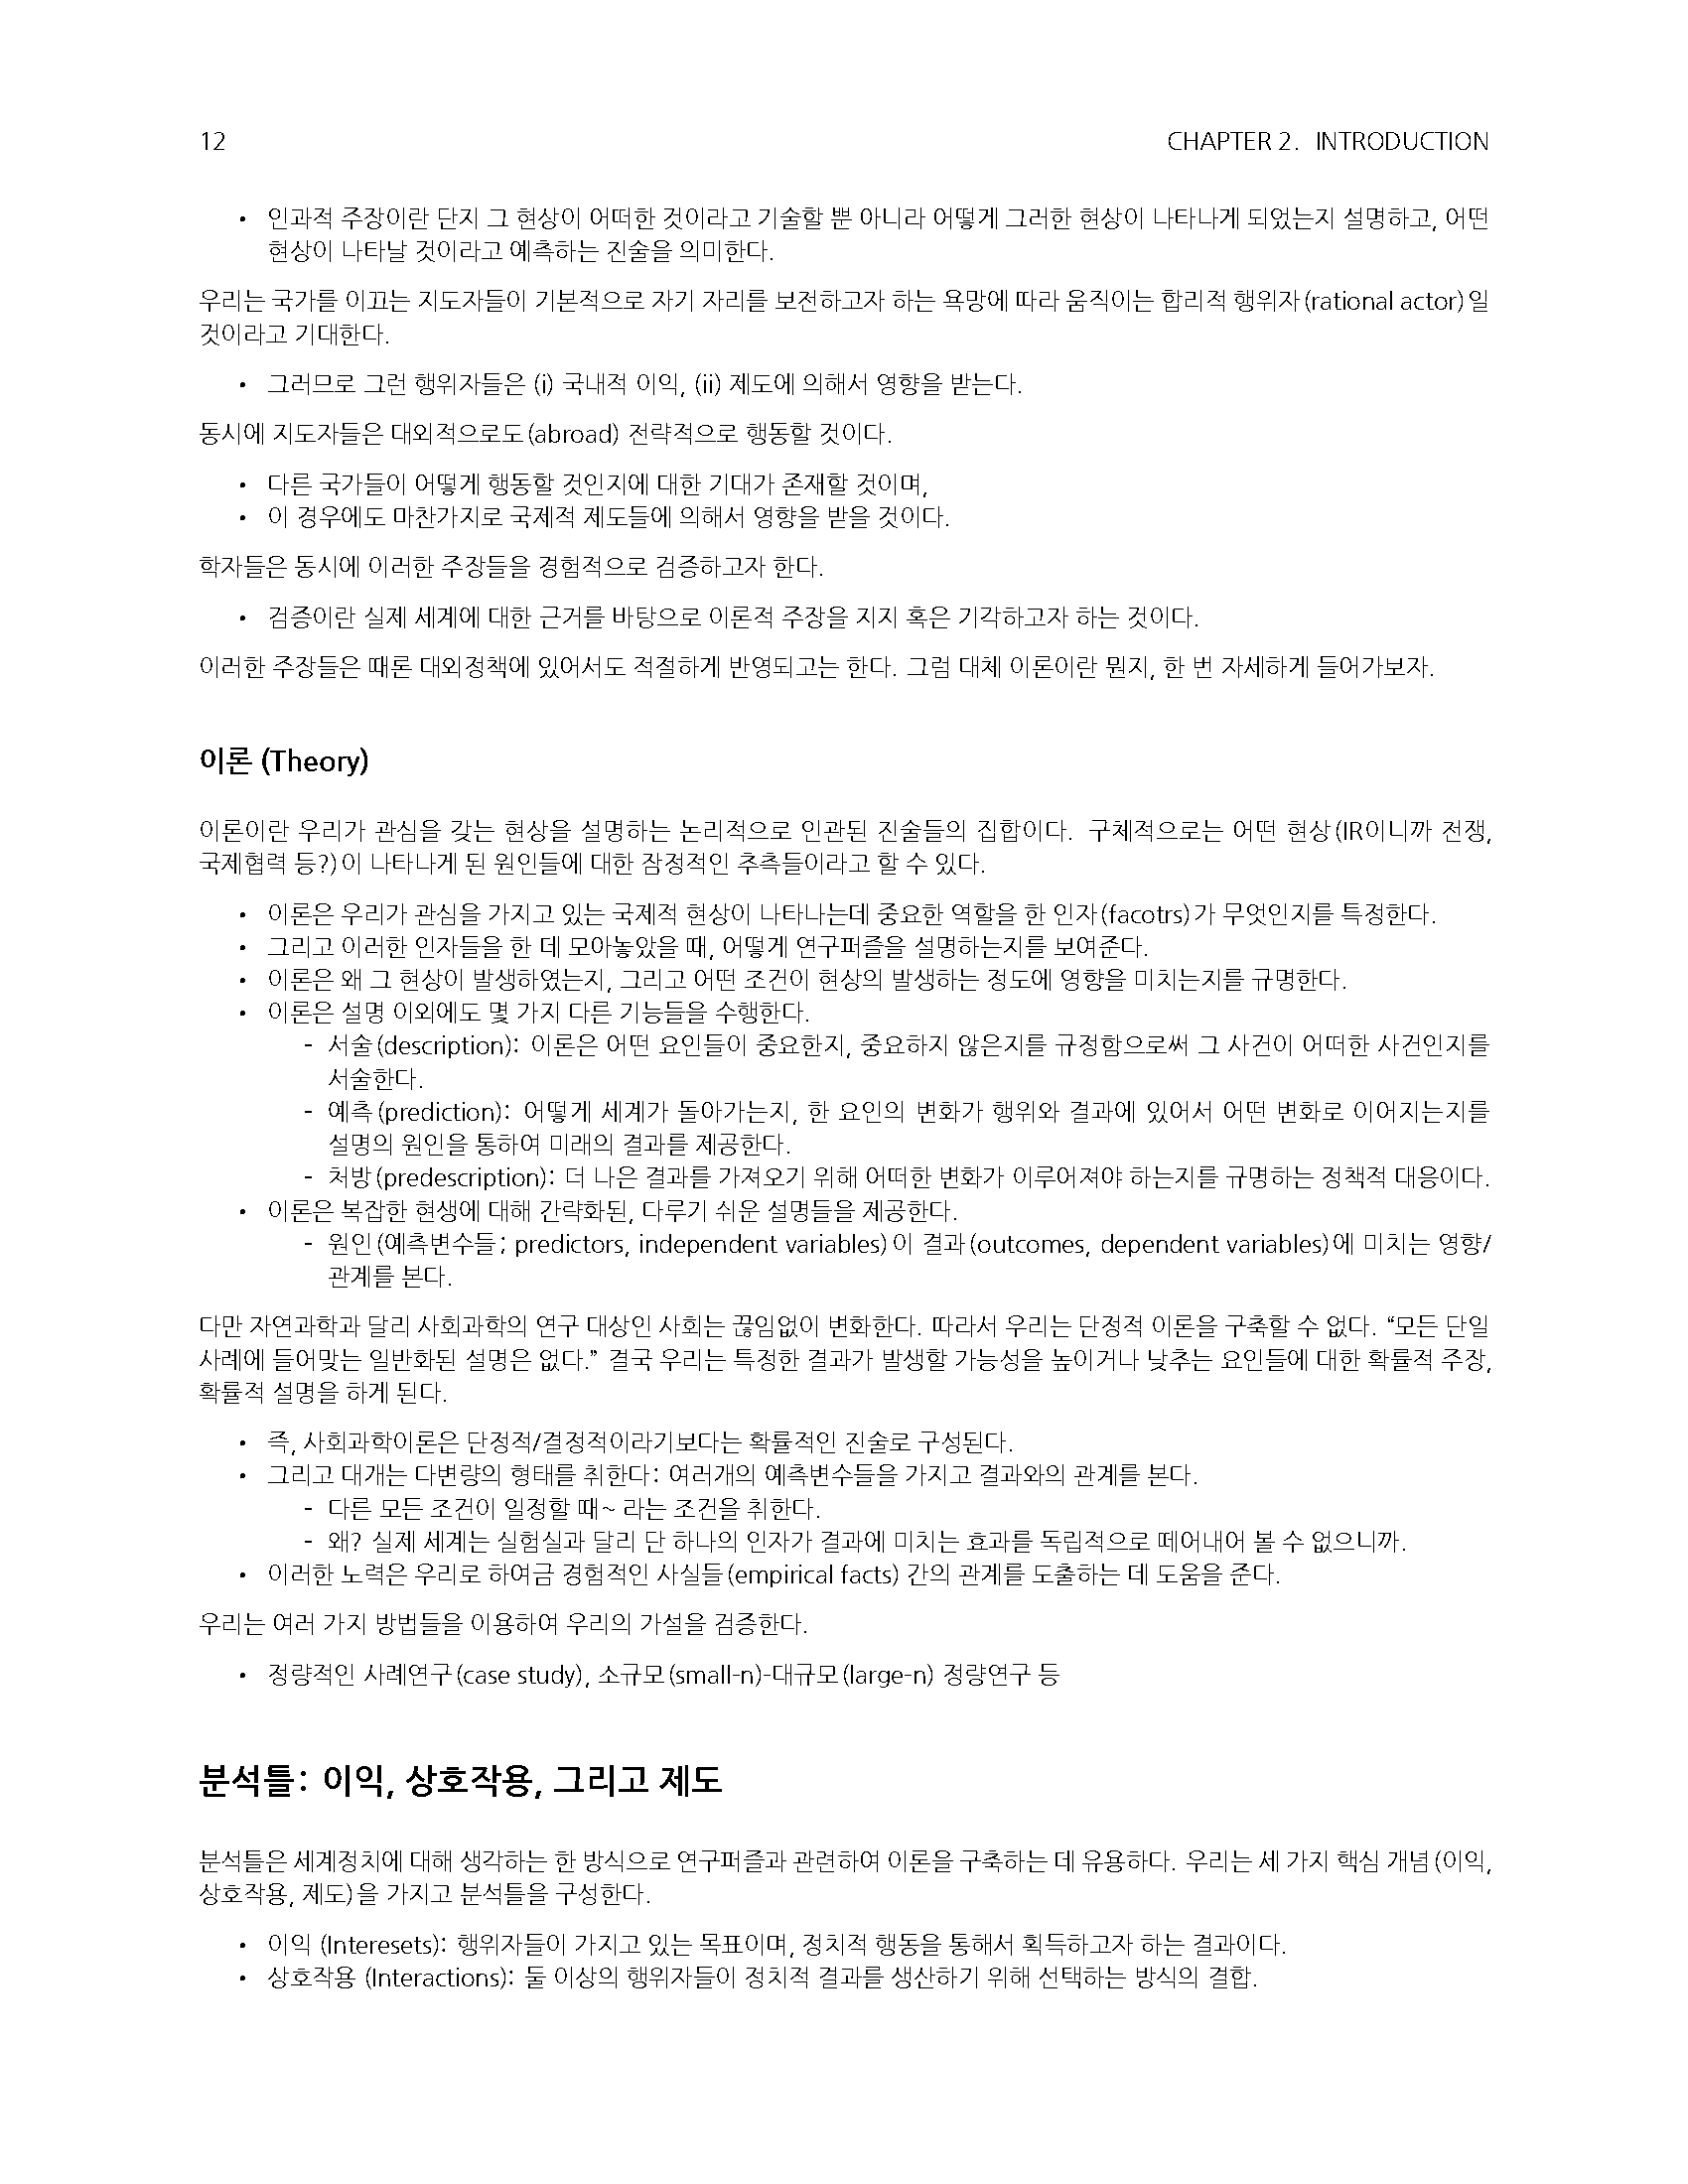 12 CHAPTER 2. INTRODUCTION
• 인과적 주장이란 단지 그 현상이 어떠한 것이라고 기술할 뿐 아니라 어떻게 그러한 현상이 나타나게 되었는지 설명하고, 어떤
현상이 나타날 것이라고 예측하는 진술을 의미한다.
우리는 국가를 이끄는 지도자들이 기본적으로 자기 자리를 보전하고자 하는 욕망에 따라 움직이는 합리적 행위자(rational actor)일
것이라고 기대한다.
• 그러므로 그런 행위자들은 (i) 국내적 이익, (ii) 제도에 의해서 영향을 받는다.
동시에 지도자들은 대외적으로도(abroad) 전략적으로 행동할 것이다.
• 다른 국가들이 어떻게 행동할 것인지에 대한 기대가 존재할 것이며,
• 이 경우에도 마찬가지로 국제적 제도들에 의해서 영향을 받을 것이다.
학자들은 동시에 이러한 주장들을 경험적으로 검증하고자 한다.
• 검증이란 실제 세계에 대한 근거를 바탕으로 이론적 주장을 지지 혹은 기각하고자 하는 것이다.
이러한 주장들은 때론 대외정책에 있어서도 적절하게 반영되고는 한다. 그럼 대체 이론이란 뭔지, 한 번 자세하게 들어가보자.
이론 (Theory)
이론이란 우리가 관심을 갖는 현상을 설명하는 논리적으로 인관된 진술들의 집합이다. 구체적으로는 어떤 현상(IR이니까 전쟁,
국제협력 등?)이 나타나게 된 원인들에 대한 잠정적인 추측들이라고 할 수 있다.
• 이론은 우리가 관심을 가지고 있는 국제적 현상이 나타나는데 중요한 역할을 한 인자(facotrs)가 무엇인지를 특정한다.
• 그리고 이러한 인자들을 한 데 모아놓았을 때, 어떻게 연구퍼즐을 설명하는지를 보여준다.
• 이론은 왜 그 현상이 발생하였는지, 그리고 어떤 조건이 현상의 발생하는 정도에 영향을 미치는지를 규명한다.
• 이론은 설명 이외에도 몇 가지 다른 기능들을 수행한다.
- 서술(description): 이론은 어떤 요인들이 중요한지, 중요하지 않은지를 규정함으로써 그 사건이 어떠한 사건인지를
서술한다.
- 예측(prediction): 어떻게 세계가 돌아가는지, 한 요인의 변화가 행위와 결과에 있어서 어떤 변화로 이어지는지를
설명의 원인을 통하여 미래의 결과를 제공한다.
- 처방(predescription): 더 나은 결과를 가져오기 위해 어떠한 변화가 이루어져야 하는지를 규명하는 정책적 대응이다.
• 이론은 복잡한 현생에 대해 간략화된, 다루기 쉬운 설명들을 제공한다.
- 원인(예측변수들; predictors, independent variables)이 결과(outcomes, dependent variables)에 미치는 영향/
관계를 본다.
다만 자연과학과 달리 사회과학의 연구 대상인 사회는 끊임없이 변화한다. 따라서 우리는 단정적 이론을 구축할 수 없다. “모든 단일
사례에 들어맞는 일반화된 설명은 없다.” 결국 우리는 특정한 결과가 발생할 가능성을 높이거나 낮추는 요인들에 대한 확률적 주장,
확률적 설명을 하게 된다.
• 즉, 사회과학이론은 단정적/결정적이라기보다는 확률적인 진술로 구성된다.
• 그리고 대개는 다변량의 형태를 취한다: 여러개의 예측변수들을 가지고 결과와의 관계를 본다.
- 다른 모든 조건이 일정할 때~ 라는 조건을 취한다.
- 왜? 실제 세계는 실험실과 달리 단 하나의 인자가 결과에 미치는 효과를 독립적으로 떼어내어 볼 수 없으니까.
• 이러한 노력은 우리로 하여금 경험적인 사실들(empirical facts) 간의 관계를 도출하는 데 도움을 준다.
우리는 여러 가지 방법들을 이용하여 우리의 가설을 검증한다.
• 정량적인 사례연구(case study), 소규모(small-n)-대규모(large-n) 정량연구 등
분석틀: 이익, 상호작용, 그리고 제도
분석틀은 세계정치에 대해 생각하는 한 방식으로 연구퍼즐과 관련하여 이론을 구축하는 데 유용하다. 우리는 세 가지 핵심 개념(이익,
상호작용, 제도)을 가지고 분석틀을 구성한다.
• 이익 (Interesets): 행위자들이 가지고 있는 목표이며, 정치적 행동을 통해서 획득하고자 하는 결과이다.
• 상호작용 (Interactions): 둘 이상의 행위자들이 정치적 결과를 생산하기 위해 선택하는 방식의 결합.